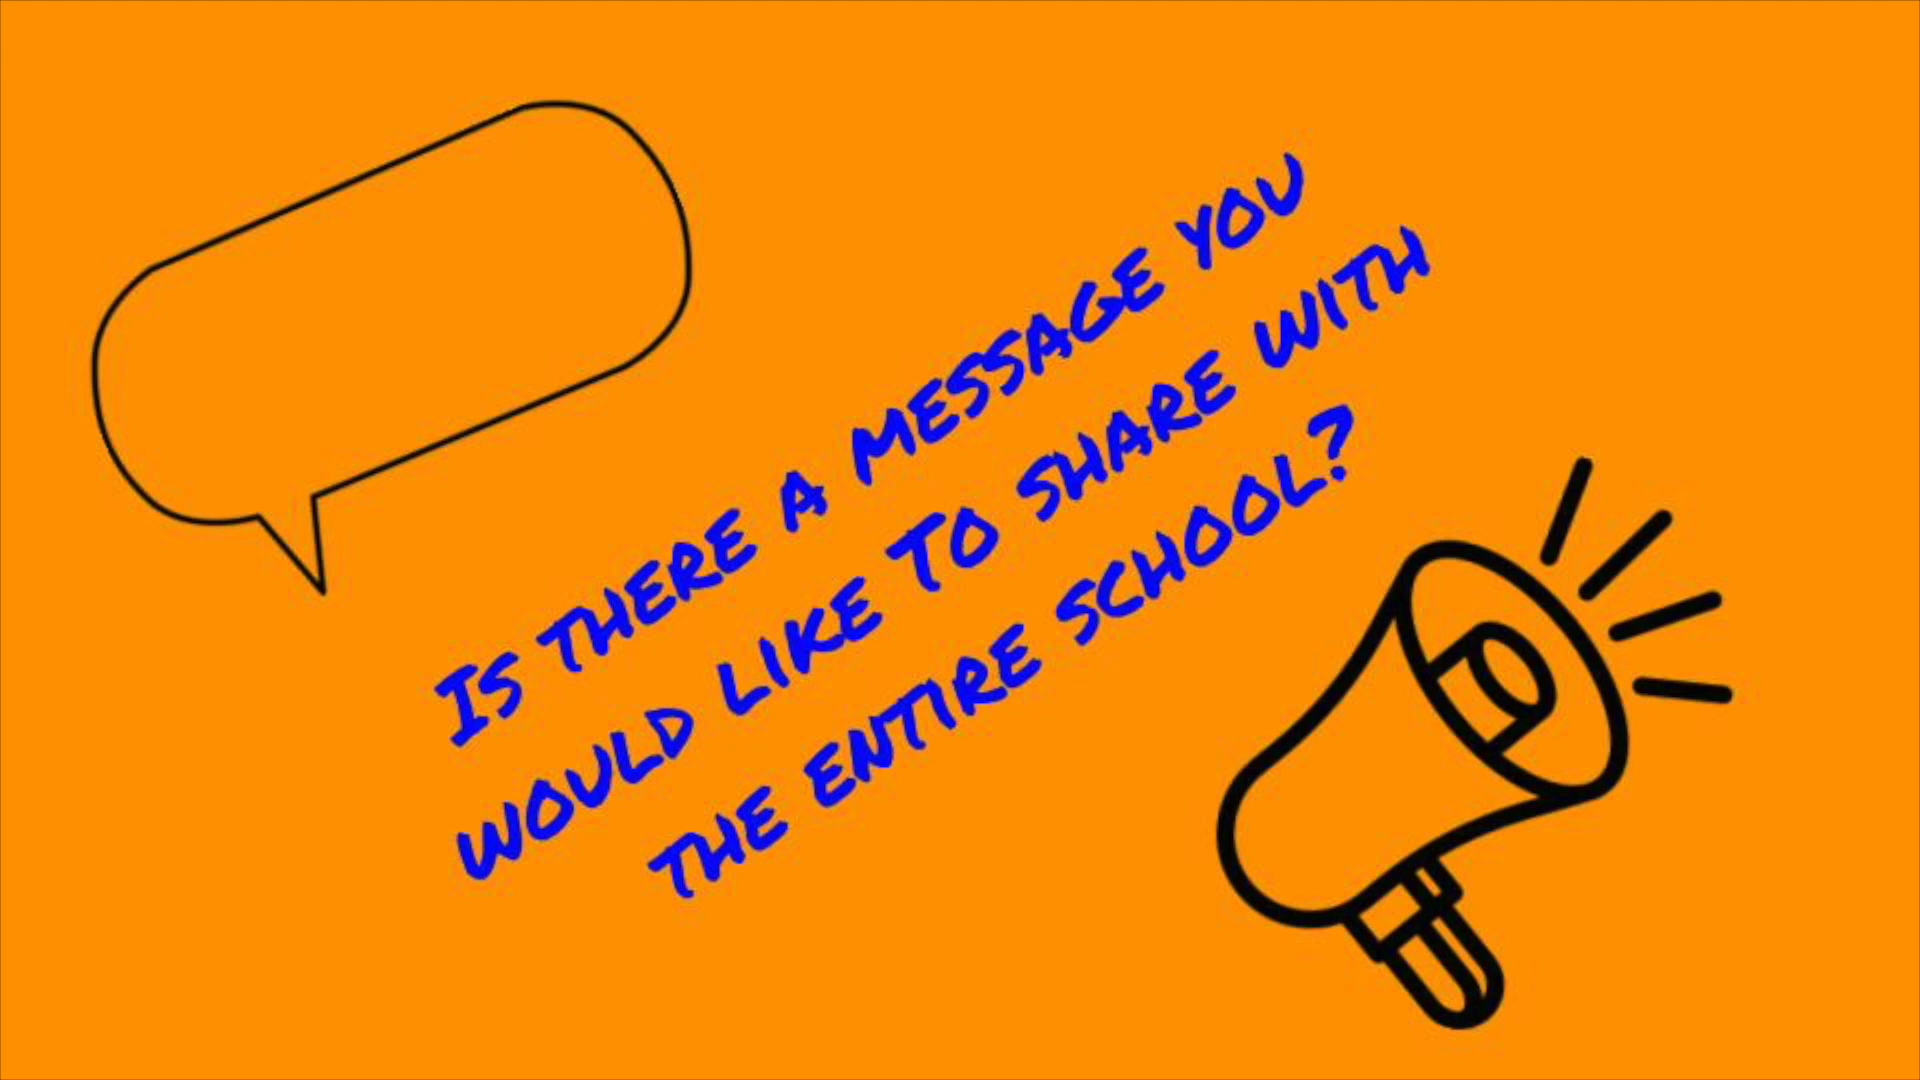 Is there a message you
would like to share with
the entire school?